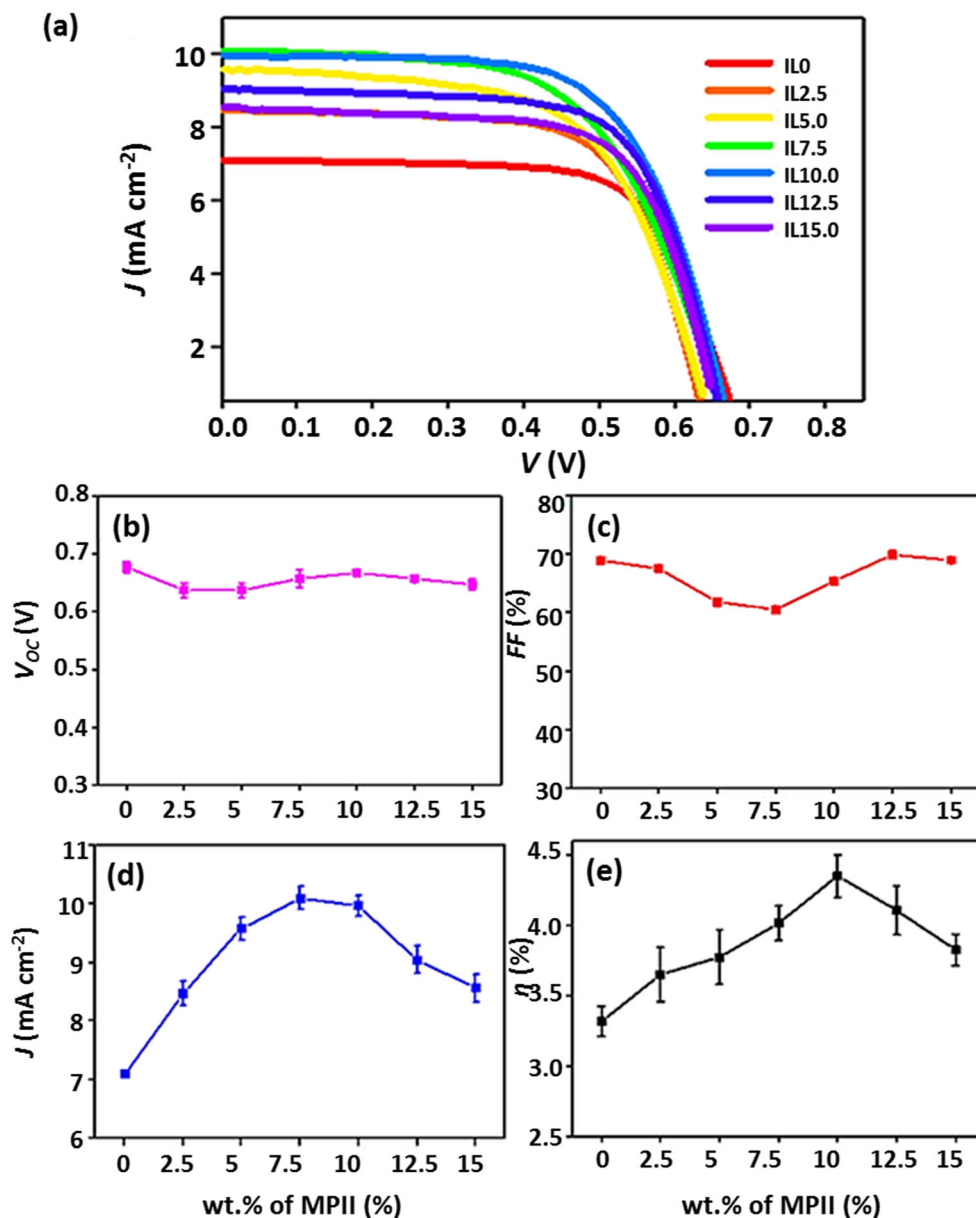 (a)
J (mA cm⁻²)
10
8
6
4
2
0.0 0.1 0.2 0.3 0.4 0.5 0.6 0.7 0.8
V (V)
IL0
IL2.5
IL5.0
IL7.5
IL10.0
IL12.5
IL15.0
(b)
V_OC (V)
0.8
0.7
0.6
0.5
0.4
0.3
0 2.5 5 7.5 10 12.5 15
(c)
FF (%)
80
70
60
50
40
30
0 2.5 5 7.5 10 12.5 15
(d)
J (mA cm⁻²)
11
10
9
8
7
6
0 2.5 5 7.5 10 12.5 15
wt.% of MPII (%)
(e)
η (%)
4.5
4.0
3.5
3.0
2.5
0 2.5 5 7.5 10 12.5 15
wt.% of MPII (%)